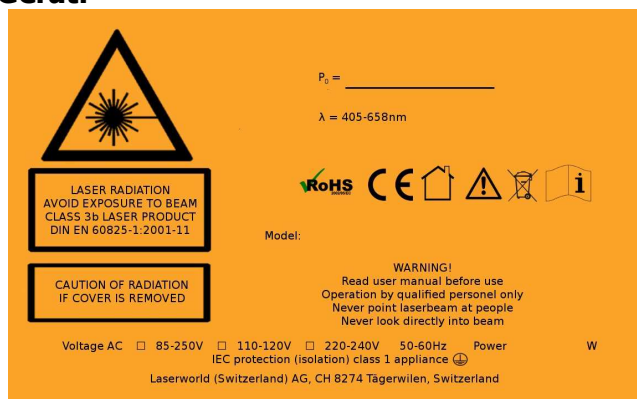 P₀ =
λ = 405-658nm
RoHS
CE
i
LASER RADIATION
AVOID EXPOSURE TO BEAM
CLASS 3b LASER PRODUCT
DIN EN 60825-1:2001-11
Model:
CAUTION OF RADIATION
IF COVER IS REMOVED
WARNING!
Read user manual before use
Operation by qualified personel only
Never point laserbeam at people
Never look directly into beam
Voltage AC □ 85-250V □ 110-120V □ 220-240V 50-60Hz Power W
IEC protection (isolation) class 1 appliance
Laserworld (Switzerland) AG, CH 8274 Tägerwilen, Switzerland